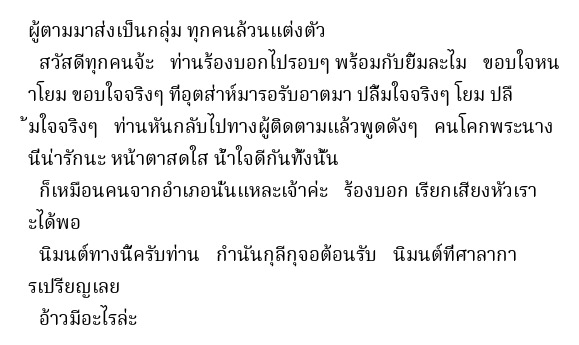 ผู้ตามมาส่งเป็นกลุ่ม ทุกคนล้วนแต่งตัว
สวัสดีทุกคนจ้ะ ท่านร้องบอกไปรอบๆ พร้อมกับยิ้มละไม ขอบใจหน
าโยม ขอบใจจริงๆ ที่อุตส่าห์มารอรับอาตมา ปลื้มใจจริงๆ โยม ปลื
้มใจจริงๆ ท่านหันกลับไปทางผู้ติดตามแล้วพูดดังๆ คนโคกพระนาง
นี่น่ารักนะ หน้าตาสดใส น้ำใจดีกันทั้งนั้น
ก็เหมือนคนจากอำเภอนั่นแหละเจ้าค่ะ ร้องบอก เรียกเสียงหัวเรา
ะได้พอ
นิมนต์ทางนี้ครับท่าน กำนันกุลีกุจอต้อนรับ นิมนต์ที่ศาลากา
รเปรียญเลย
อ้าวมีอะไรล่ะ